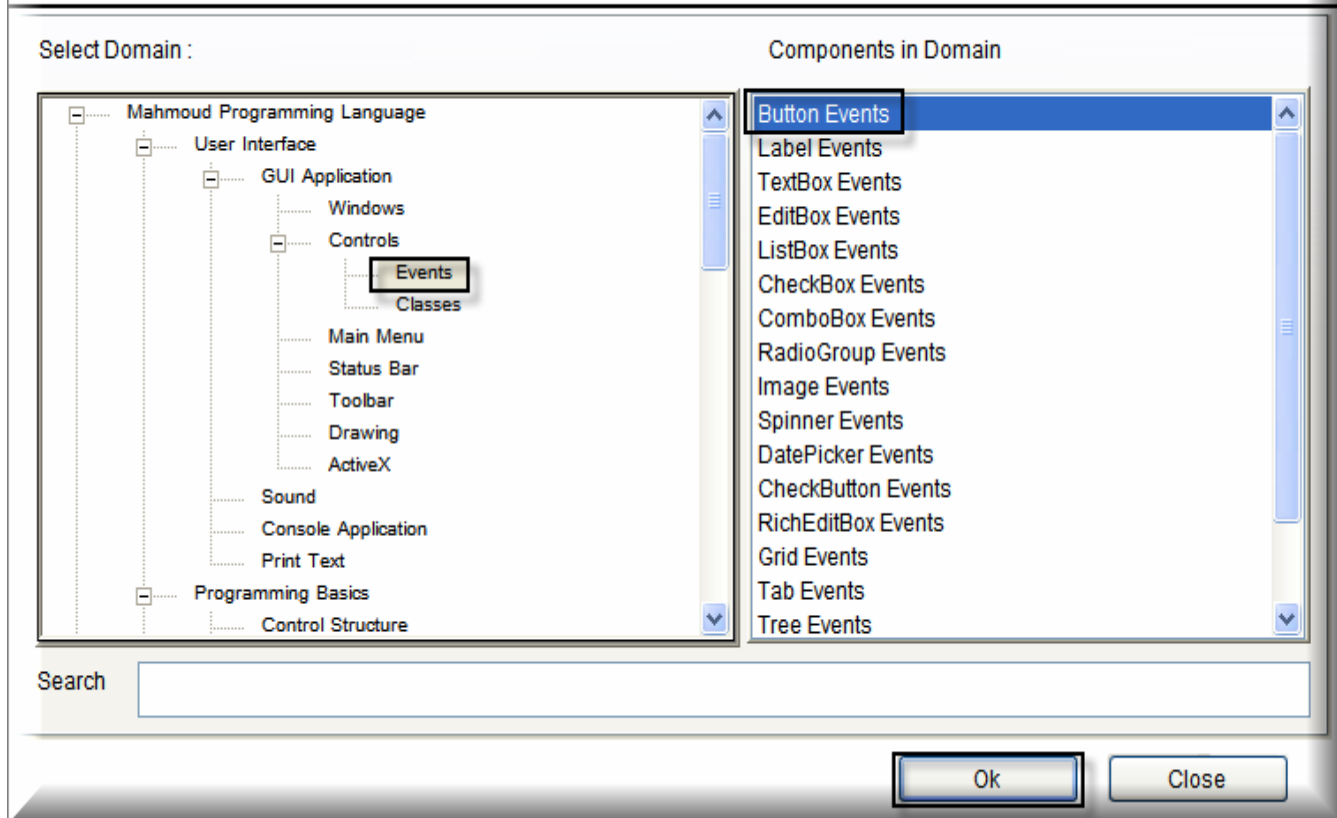 Select Domain :
Components in Domain
Mahmoud Programming Language
User Interface
GUI Application
Windows
Controls
Events
Classes
Main Menu
Status Bar
Toolbar
Drawing
ActiveX
Sound
Console Application
Print Text
Programming Basics
Control Structure
Button Events
Label Events
TextBox Events
EditBox Events
ListBox Events
CheckBox Events
ComboBox Events
RadioGroup Events
Image Events
Spinner Events
DatePicker Events
CheckButton Events
RichEditBox Events
Grid Events
Tab Events
Tree Events
Search
Ok
Close